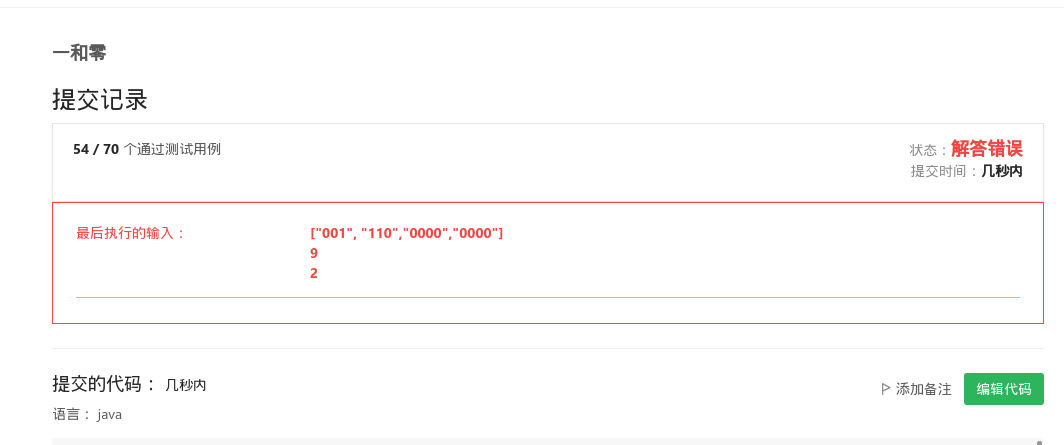 一和零
提交记录
54 / 70 个通过测试用例
状态：解答错误
提交时间：几秒内
最后执行的输入： ["001", "110","0000","0000"]
9
2
提交的代码： 几秒内
添加备注 编辑代码
语言： java